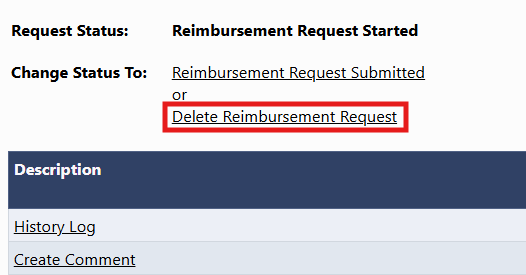 Request Status: Reimbursement Request Started
Change Status To: Reimbursement Request Submitted
or
Delete Reimbursement Request
Description
History Log
Create Comment